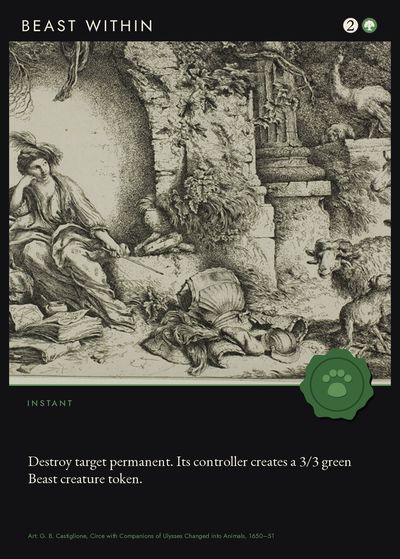 BEAST WITHIN 2
INSTANT
Destroy target permanent. Its controller creates a 3/3 green
Beast creature token.
Art: G. B. Castiglione, Circe with Companions of Ulysses Changed into Animals, 1650–51